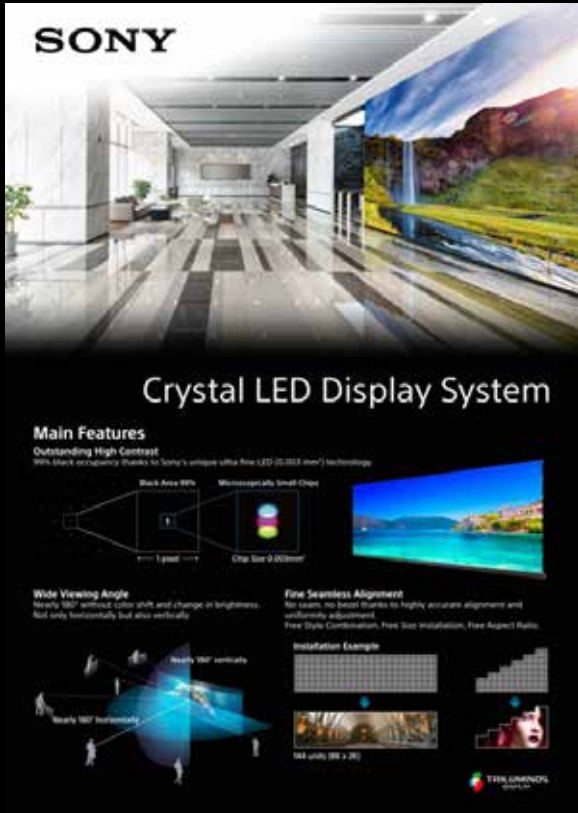 SONY
Crystal LED Display System
Main Features
Outstanding High Contrast
99% black occupancy thanks to Sony's unique ultra fine LED (0.003 mm²) technology.
Black Area 99%
Microscopically Small Chips
1 pixel
Chip Size 0.003mm²
Wide Viewing Angle
Nearly 180° without color shift and change in brightness.
Not only horizontally but also vertically.
Nearly 180° vertically
Nearly 180° horizontally
Fine Seamless Alignment
No seam, no bezel thanks to highly accurate alignment and
uniformity adjustment.
Free Style Combination, Free Size Installation, Free Aspect Ratio.
Installation Example
144 units
TRILUMINOS
DISPLAY